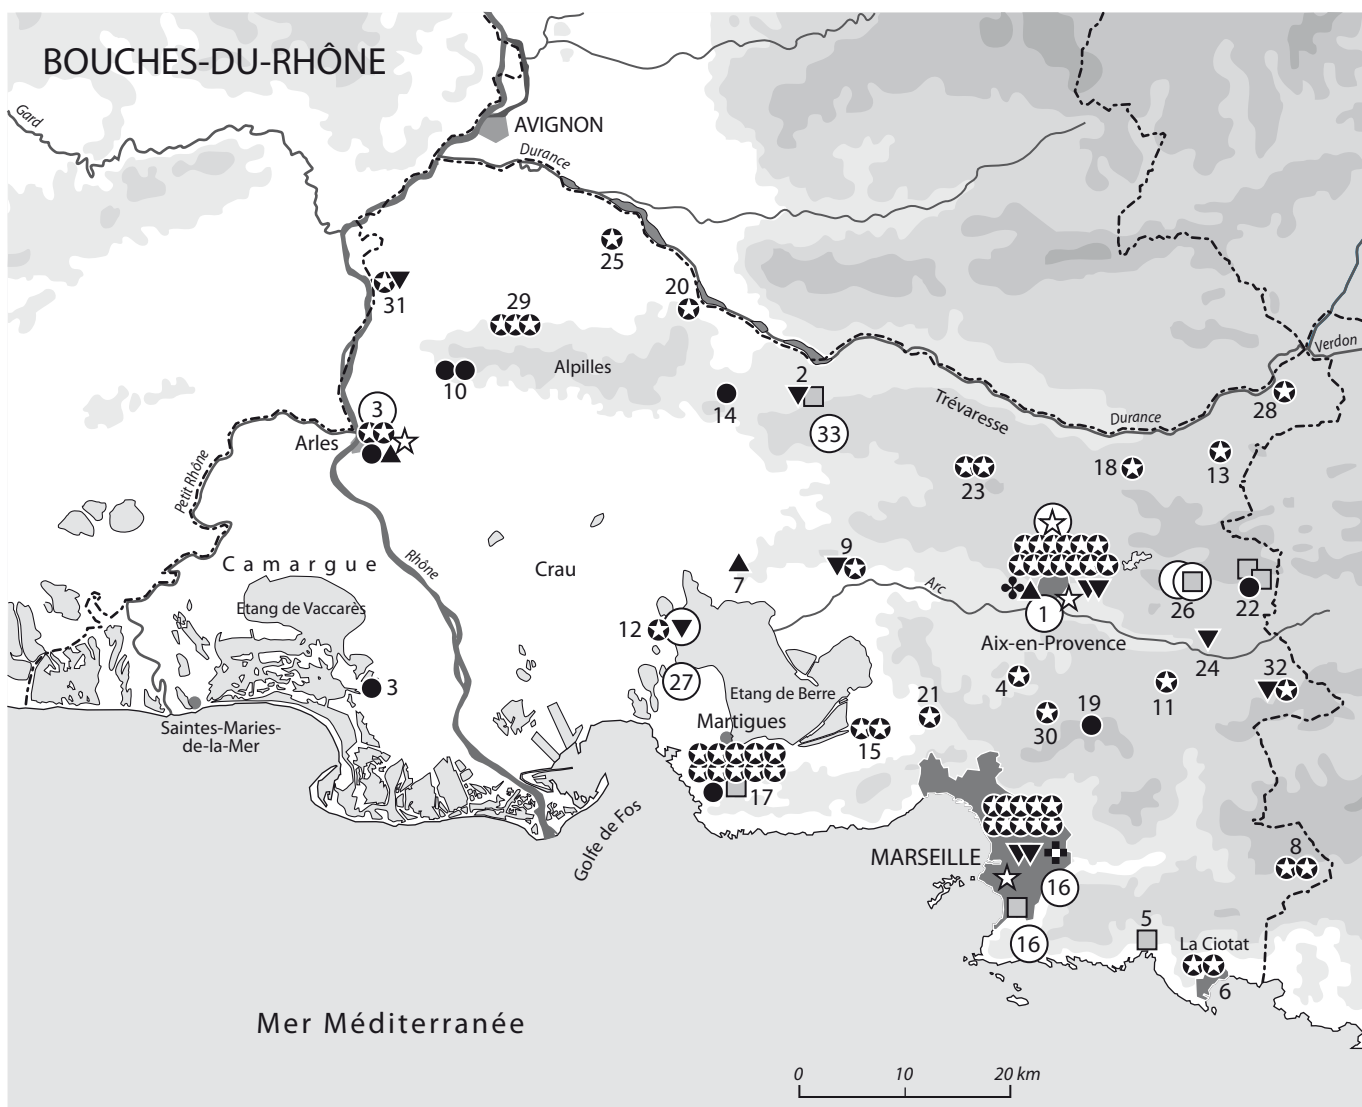 BOUCHES-DU-RHÔNE
Gard
AVIGNON
Durance
25
20
31
29
Verdon
Alpilles
10
2
14
28
3
Trévaresse
Durance
Arles
33
23
18
13
Petit Rhône
Rhône
9
Camargue
Crau
7
Arc
26
22
Etang de Vaccarès
1
12
Aix-en-Provence
24
3
27
4
32
Etang de Berre
21
11
19
Saintes-Maries-
de-la-Mer
Martigues
30
15
17
Golfe de Fos
MARSEILLE
8
16
5
16
La Ciotat
6
Mer Méditerranée
0 10 20 km